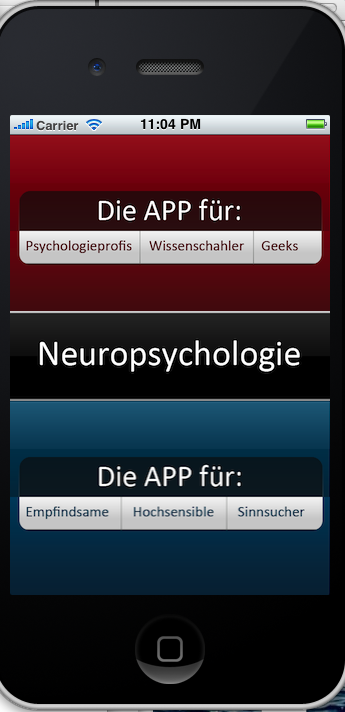 Carrier 11:04 PM
Die APP für:
Psychologieprofis Wissenschahler Geeks
Neuropsychologie
Die APP für:
Empfindsame Hochsensible Sinnsucher